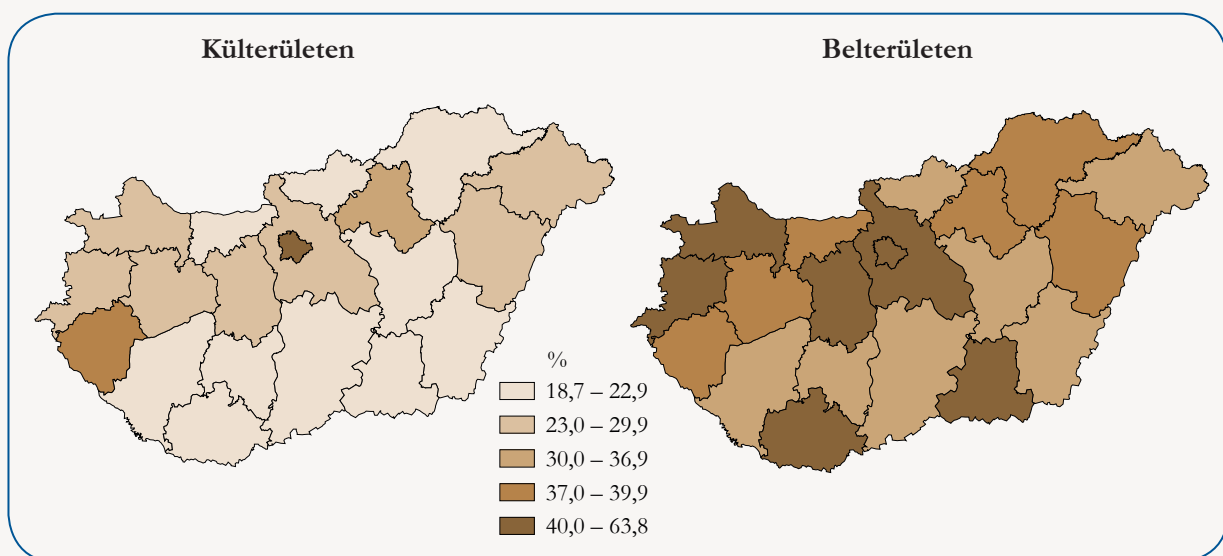 Külterületen
Belterületen
%
18,7 – 22,9
23,0 – 29,9
30,0 – 36,9
37,0 – 39,9
40,0 – 63,8